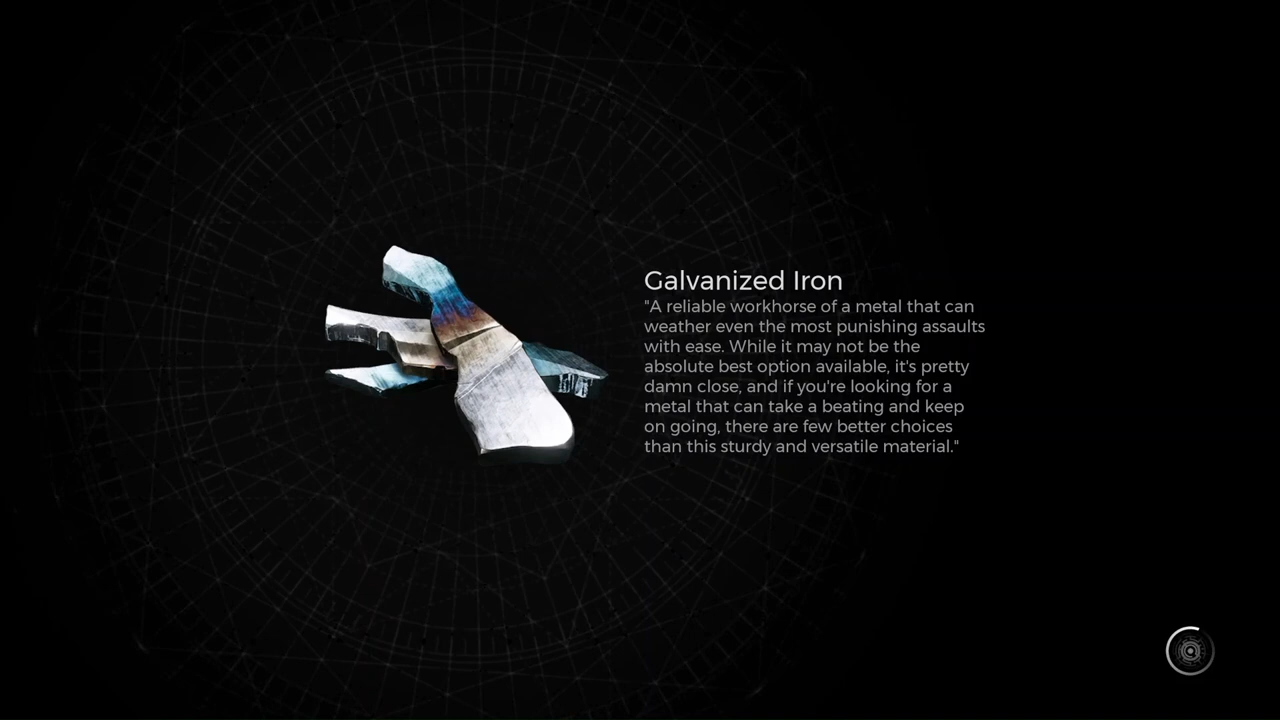 Galvanized Iron
"A reliable workhorse of a metal that can
weather even the most punishing assaults
with ease. While it may not be the
absolute best option available, it's pretty
damn close, and if you're looking for a
metal that can take a beating and keep
on going, there are few better choices
than this sturdy and versatile material."